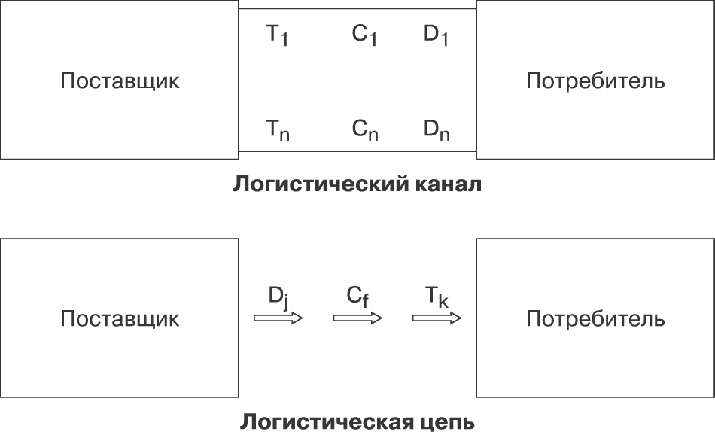 T1 C1 D1
Поставщик Потребитель
Tn Cn Dn
Логистический канал
Dj Cf Tk
Поставщик Потребитель
Логистическая цепь